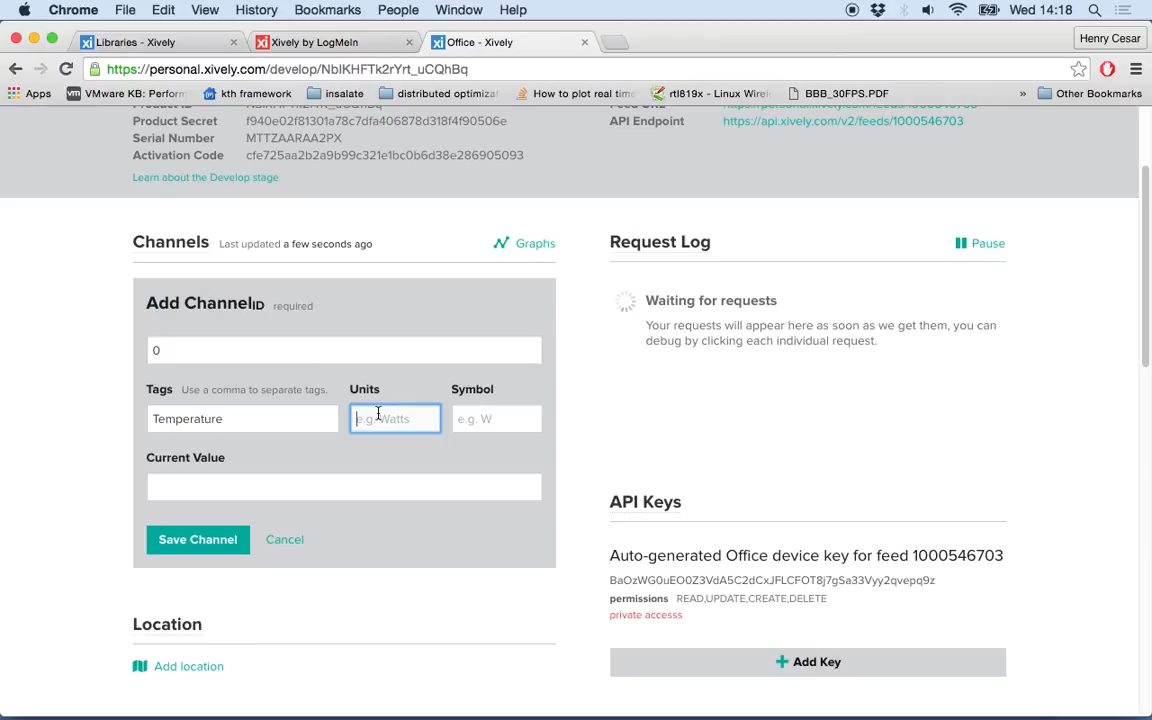 Chrome File Edit View History Bookmarks People Window Help Wed 14:18
Libraries - Xively
Xively by LogMeIn
Office - Xively
Henry Cesar
https://personal.xively.com/develop/NbIKHFTk2rYrt_uCQhBq
Apps VMware KB: Perform kth framework insalate distributed optimizat How to plot real time rtl819x - Linux Wirele BBB_30FPS.PDF » Other Bookmarks
Product Secret f940e02f81301a78c7dfa406878d318f4f90506e
API Endpoint https://api.xively.com/v2/feeds/1000546703
Serial Number MTTZAARAA2PX
Activation Code cfe725aa2b2a9b99c321e1bc0b6d38e286905093
Learn about the Develop stage
Channels Last updated a few seconds ago Graphs
Request Log Pause
Add Channel ID required
Waiting for requests
Your requests will appear here as soon as we get them, you can
debug by clicking each individual request.
0
Tags Use a comma to separate tags. Units Symbol
Temperature e.g. Watts e.g. W
Current Value
API Keys
Save Channel Cancel
Auto-generated Office device key for feed 1000546703
BaOzWG0uEO0Z3VdA5C2dCxJFLCFOT8j7gSa33Vyy2qvepq9z
permissions READ,UPDATE,CREATE,DELETE
private accesss
Location
Add location
Add Key